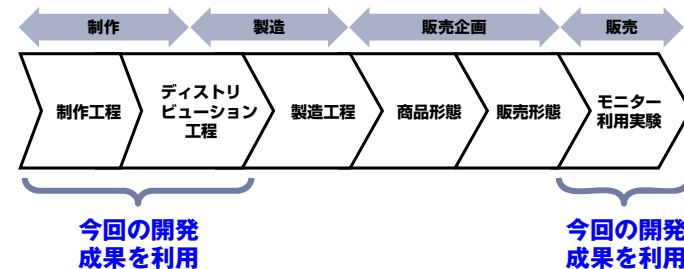 制作
製造
販売企画
販売
制作工程
ディストリ
ビューション
工程
製造工程
商品形態
販売形態
モニター
利用実験
今回の開発
成果を利用
今回の開発
成果を利用